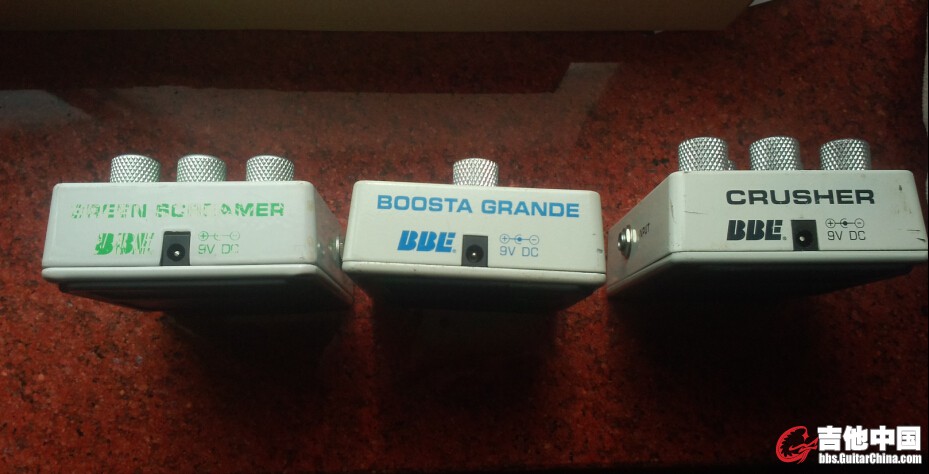 GREEN SCREAMER
BBE
9V DC
BOOSTA GRANDE
BBE
9V DC
CRUSHER
BBE
9V DC
吉他中国
bbs.GuitarChina.com